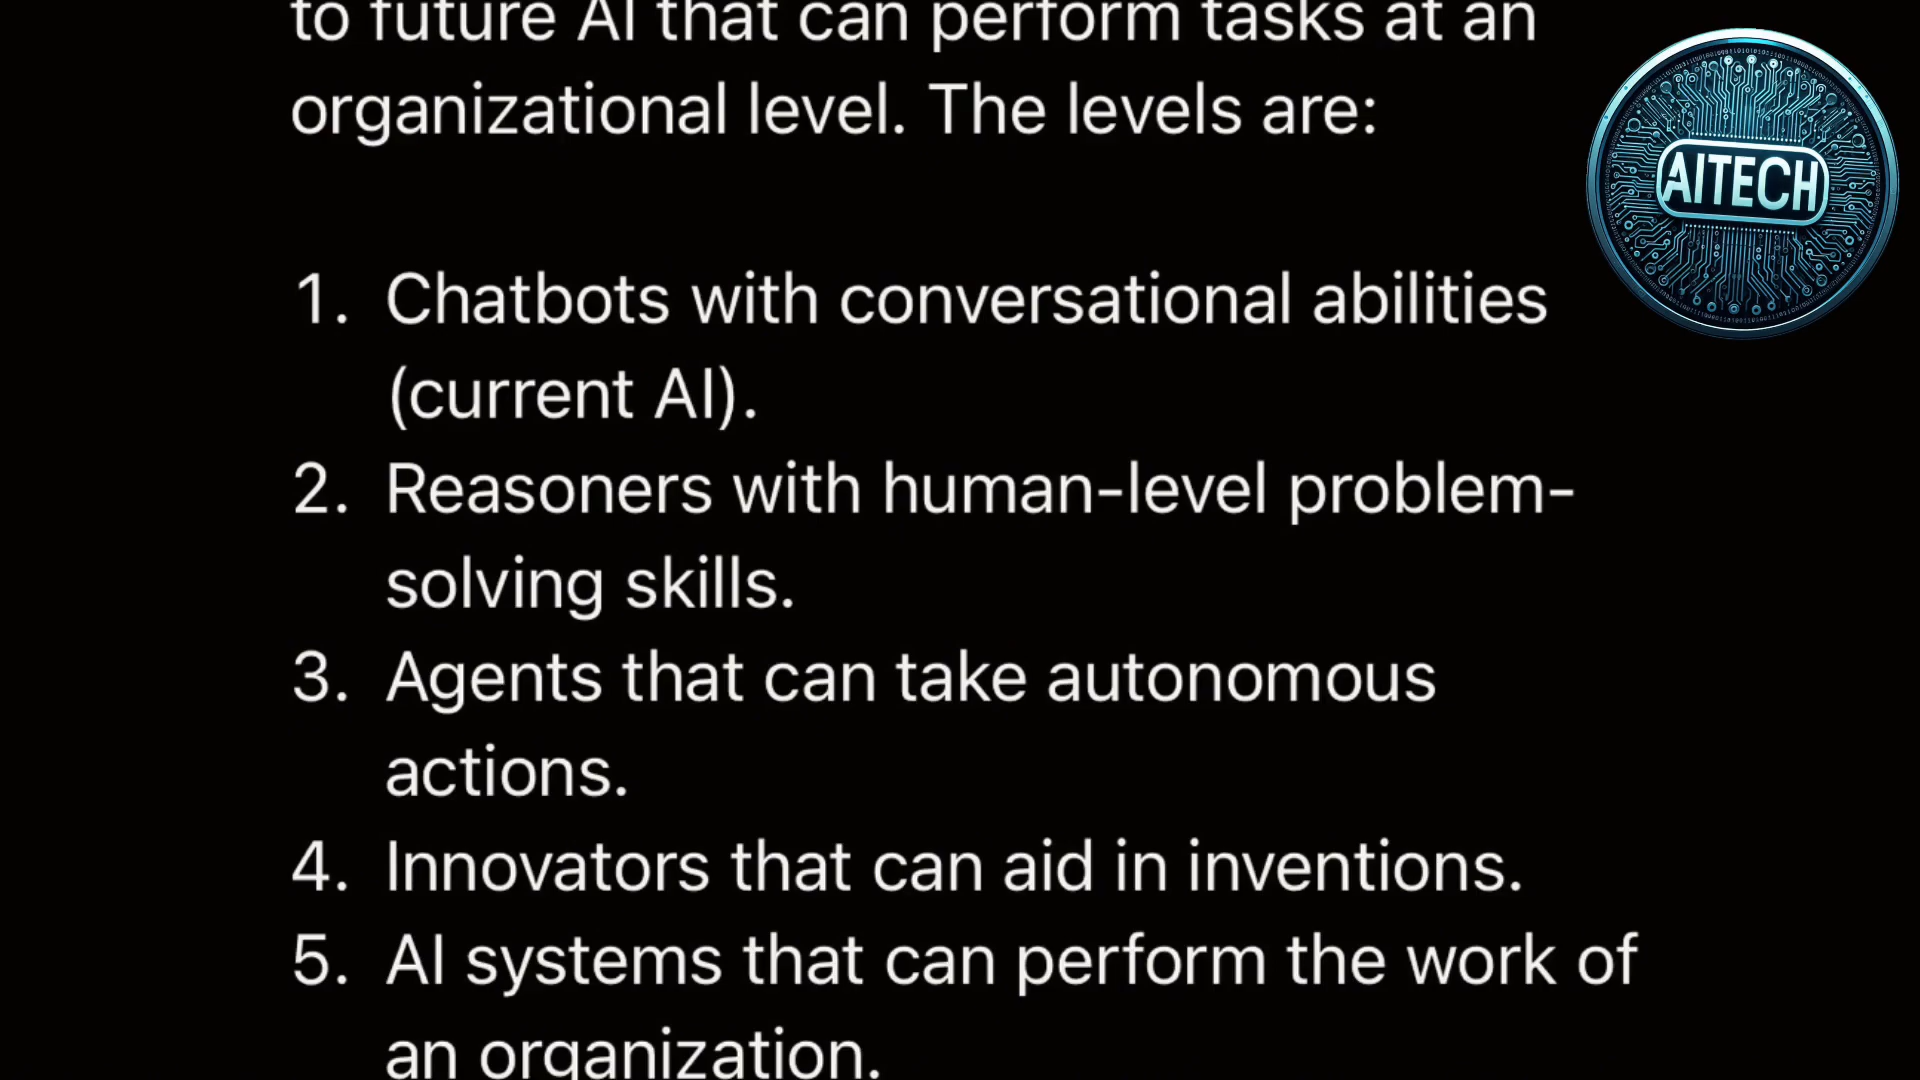 to future AI that can perform tasks at an
organizational level. The levels are:
AITECH
1. Chatbots with conversational abilities
(current AI).
2. Reasoners with human-level problem-
solving skills.
3. Agents that can take autonomous
actions.
4. Innovators that can aid in inventions.
5. AI systems that can perform the work of
an organization.